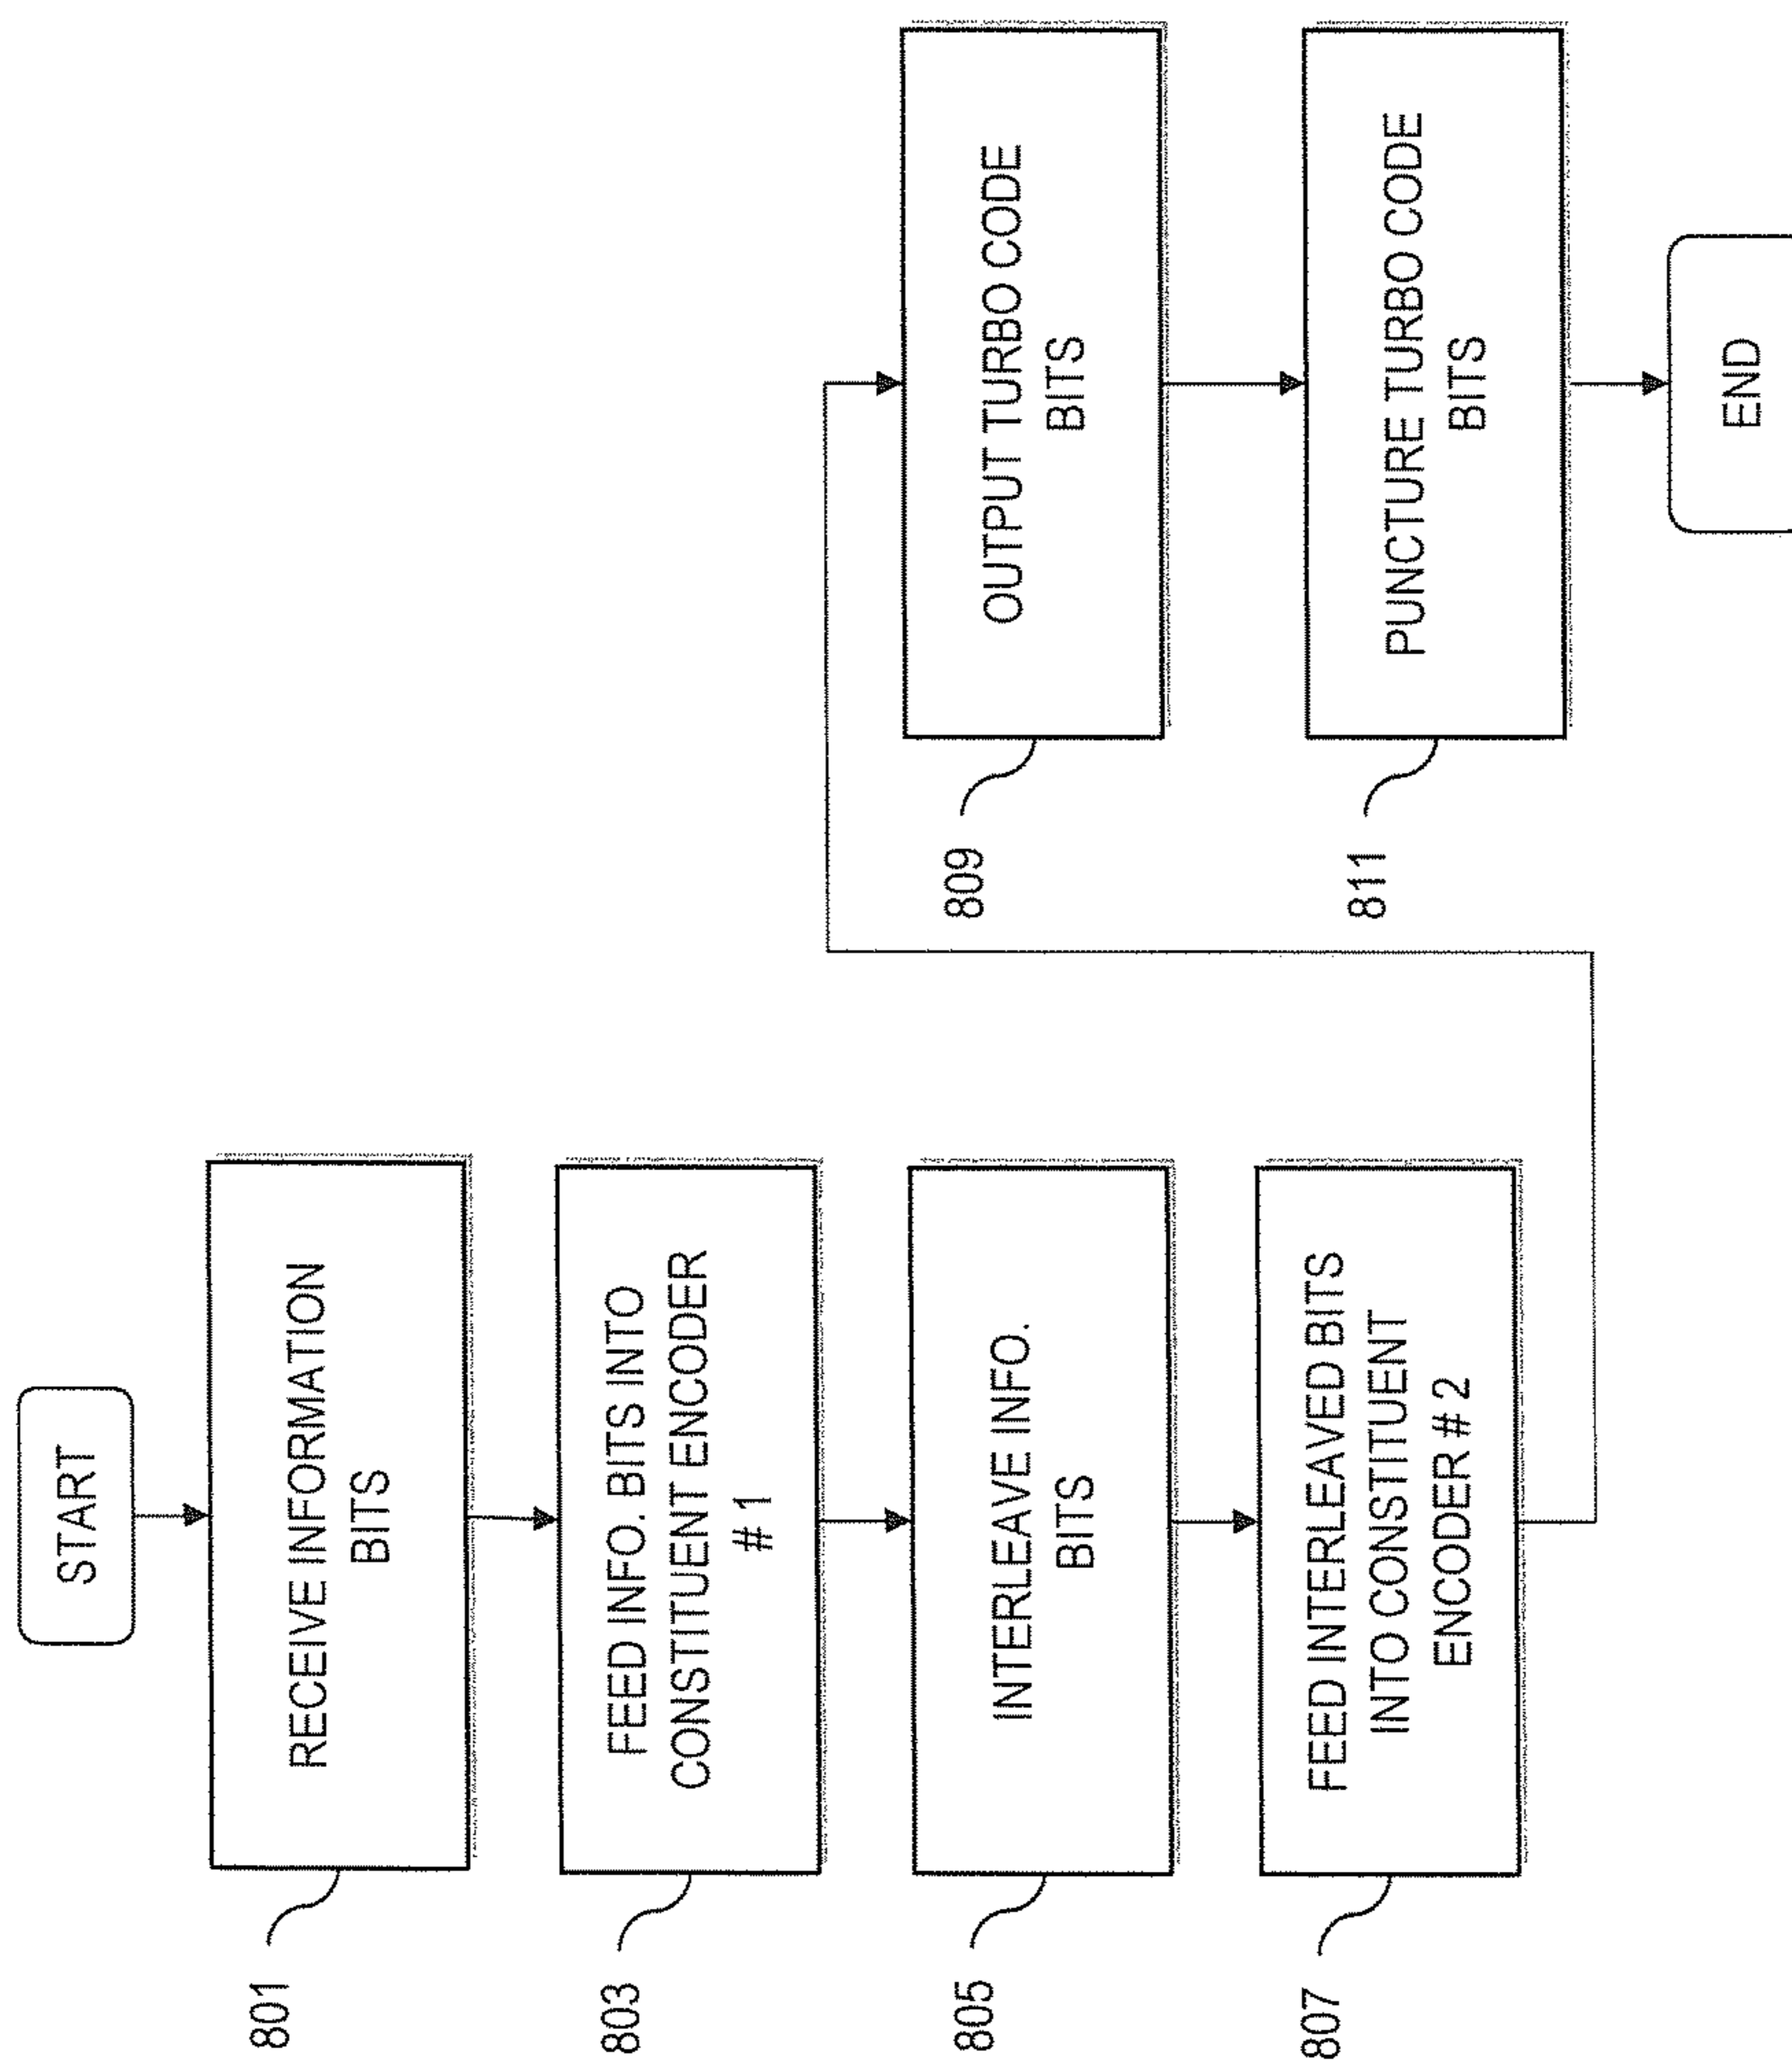 START
801
RECEIVE INFORMATION
BITS
803
FEED INFO. BITS INTO
CONSTITUENT ENCODER
# 1
805
INTERLEAVE INFO.
BITS
807
FEED INTERLEAVED BITS
INTO CONSTITUENT
ENCODER # 2
809
OUTPUT TURBO CODE
BITS
811
PUNCTURE TURBO CODE
BITS
END